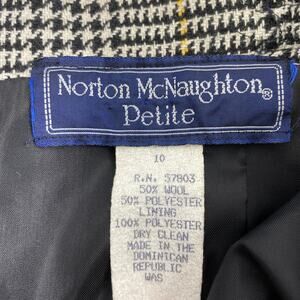 Norton McNaughton®
Petite
10
R.N. 57803
50% WOOL
50% POLYESTER
LINING
100% POLYESTER
DRY CLEAN
MADE IN THE
DOMINICAN
REPUBLIC
WAS